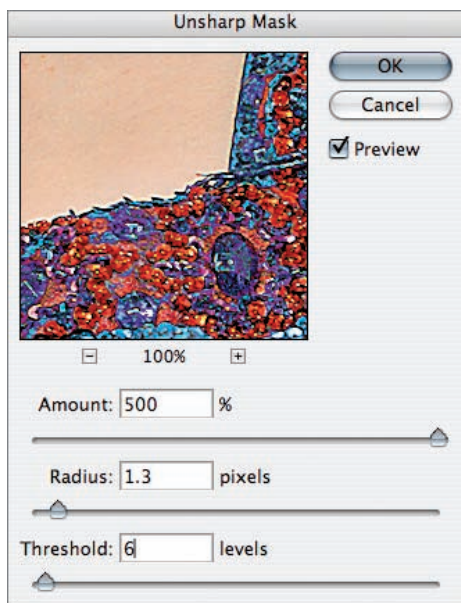 Unsharp Mask
OK
Cancel
Preview
100%
Amount: 500 %
Radius: 1.3 pixels
Threshold: 6 levels